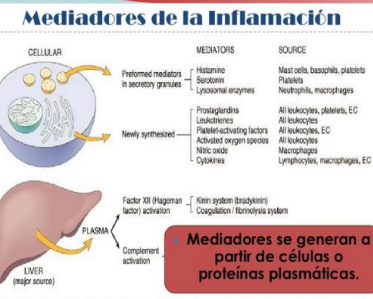 Mediadores de la Inflamación
CELLULAR
MEDIATORS
SOURCE
Preformed mediators
in secretory granules
Histamine
Serotonin
Lysosomal enzymes
Mast cells, basophils, platelets
Platelets
Neutrophils, macrophages
Newly synthesized
Prostaglandins
Leukotrienes
Platelet-activating factors
Activated oxygen species
Nitric oxide
Cytokines
All leukocytes, platelets, EC
All leukocytes
All leukocytes, EC
All leukocytes
Macrophages
Lymphocytes, macrophages, EC
LIVER
(major source)
PLASMA
Factor XII (Hageman
factor) activation
Kinin system (bradykinin)
Coagulation / fibrinolysis system
Complement
activation
Mediadores se generan a
partir de células o
proteínas plasmáticas.